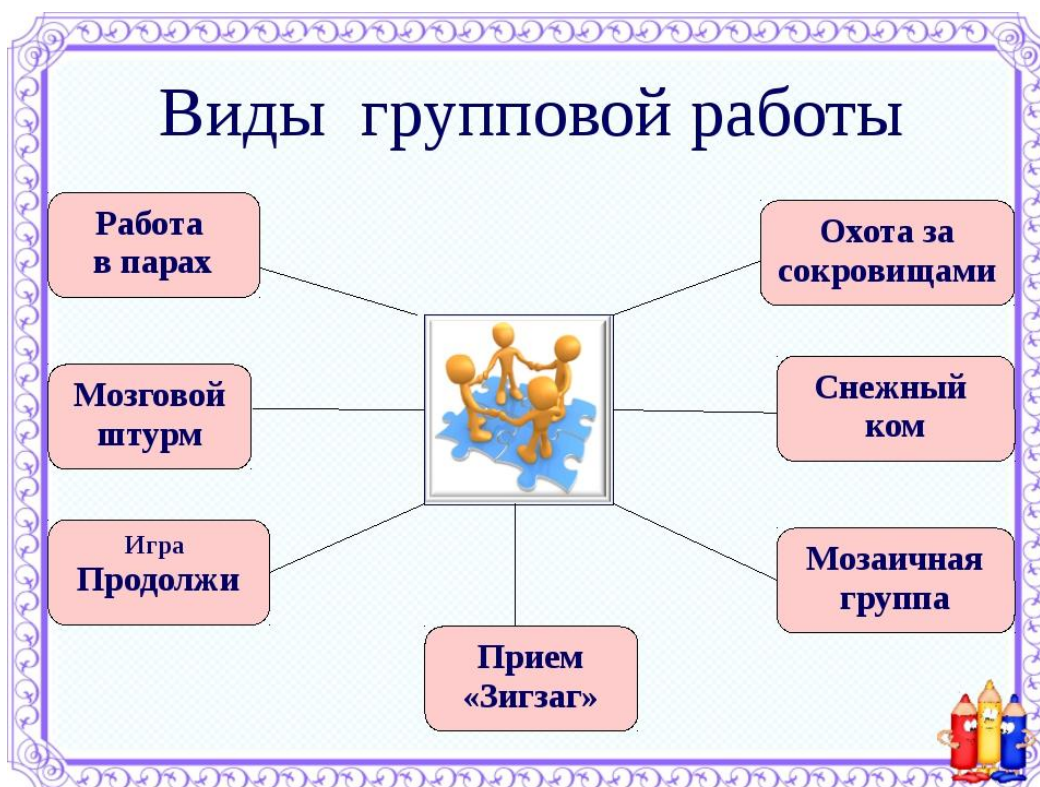 Виды групповой работы
Работа
в парах
Мозговой
штурм
Игра
Продолжи
Прием
«Зигзаг»
Охота за
сокровищами
Снежный
ком
Мозаичная
группа